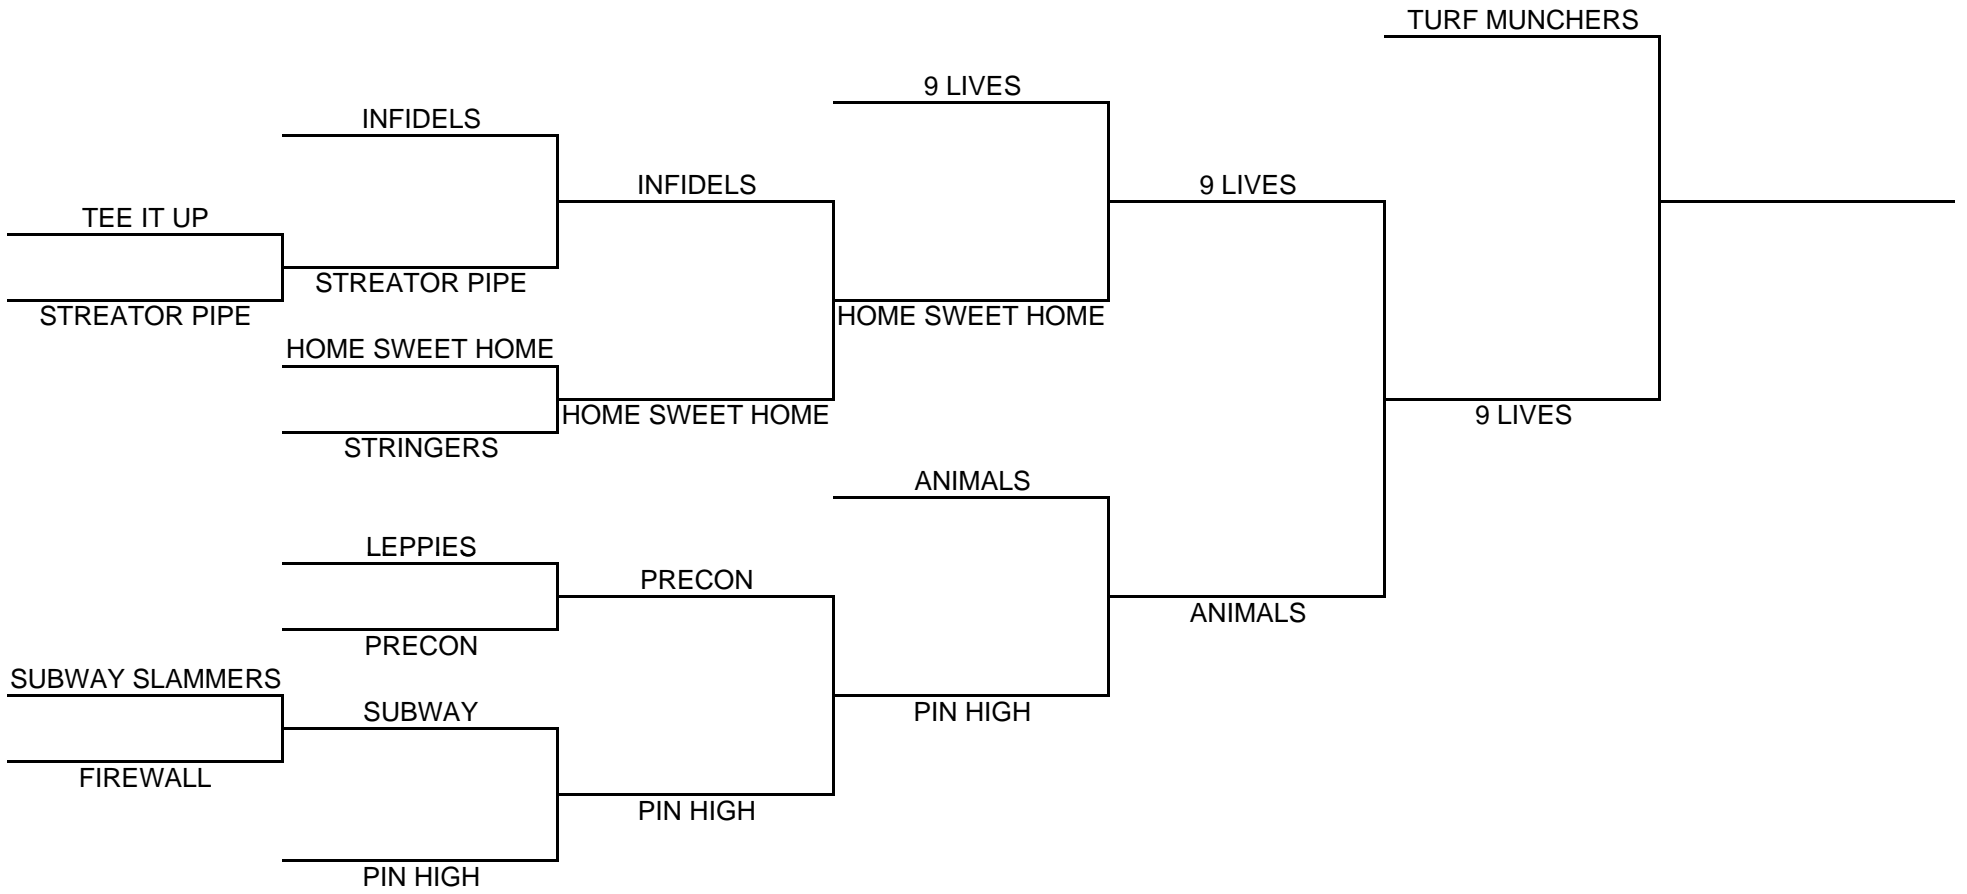 TURF MUNCHERS
9 LIVES
INFIDELS
INFIDELS
9 LIVES
TEE IT UP
STREATOR PIPE
STREATOR PIPE
HOME SWEET HOME
HOME SWEET HOME
HOME SWEET HOME
9 LIVES
STRINGERS
ANIMALS
LEPPIES
PRECON
ANIMALS
PRECON
SUBWAY SLAMMERS
SUBWAY
PIN HIGH
FIREWALL
PIN HIGH
PIN HIGH